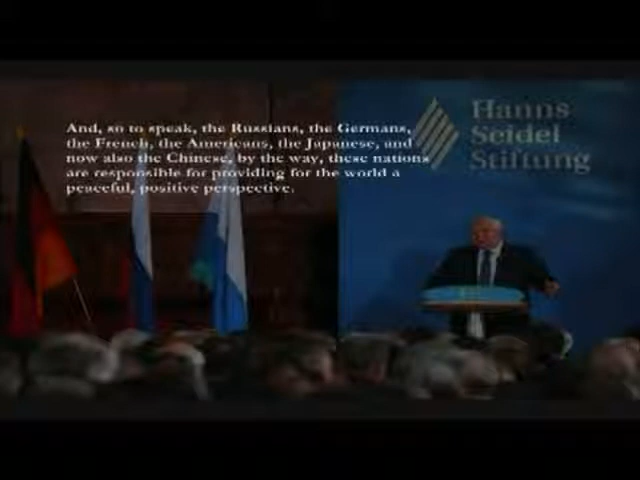 And, so to speak, the Russians, the Germans,
the French, the Americans, the Japanese, and
now also the Chinese, by the way, these nations
are responsible for providing for the world a
peaceful, positive perspective.
Hanns
Seidel
Stiftung